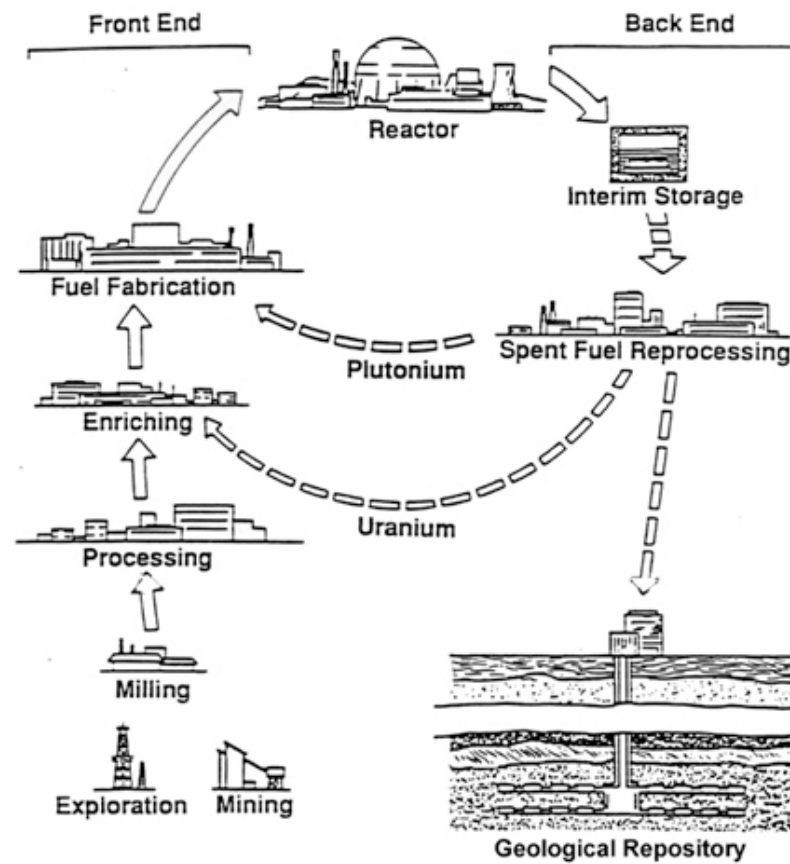 Front End
Back End
Reactor
Interim Storage
Fuel Fabrication
Spent Fuel Reprocessing
Plutonium
Enriching
Uranium
Processing
Milling
Exploration
Mining
Geological Repository